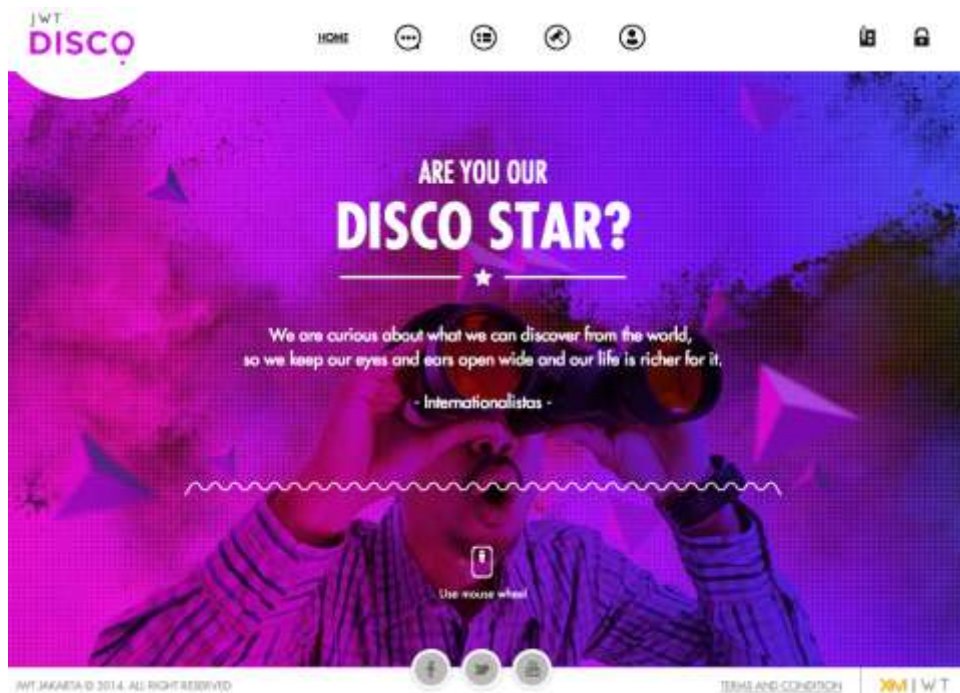 JWT
DISCO
HOME
ARE YOU OUR
DISCO STAR?
We are curious about what we can discover from the world,
so we keep our eyes and ears open wide and our life is richer for it.
- Internationalistas -
Use mouse wheel
JWT JAKARTA © 2014. ALL RIGHT RESERVED
TERMS AND CONDITION
XM | J W T